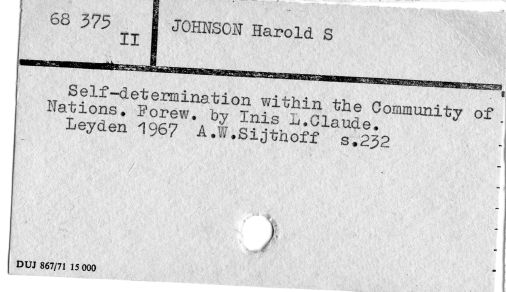 68 375
II
JOHNSON Harold S
Self-determination within the Community of
Nations. Forew. by Inis L.Claude.
Leyden 1967 A.W.Sijthoff s.232
DUJ 867/71 15 000